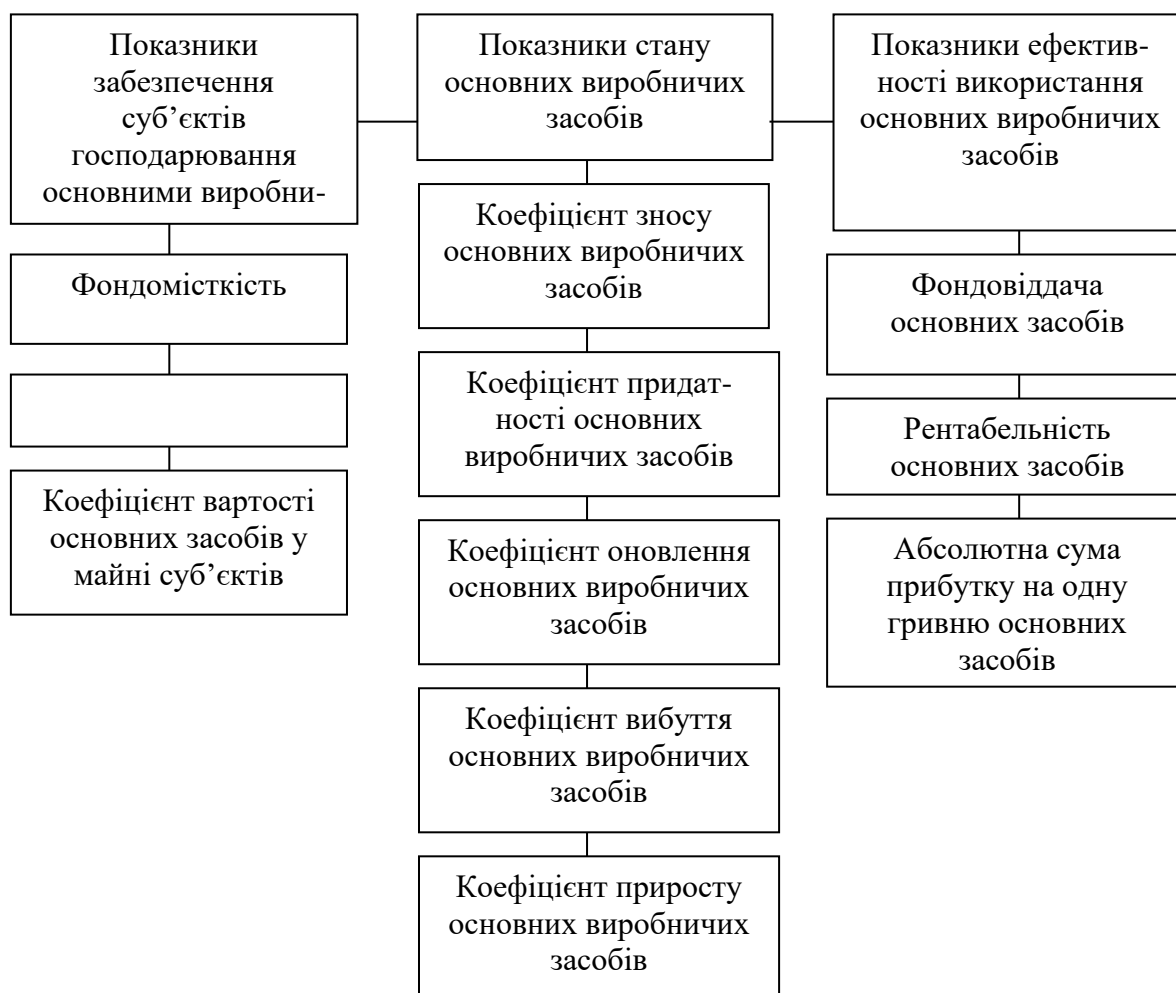 Показники
забезпечення
суб’єктів
господарювання
основними виробни-
Фондомісткість
Коефіцієнт вартості
основних засобів у
майні суб’єктів
Показники стану
основних виробничих
засобів
Коефіцієнт зносу
основних виробничих
засобів
Коефіцієнт придат-
ності основних
виробничих засобів
Коефіцієнт оновлення
основних виробничих
засобів
Коефіцієнт вибуття
основних виробничих
засобів
Коефіцієнт приросту
основних виробничих
засобів
Показники ефектив-
ності використання
основних виробничих
засобів
Фондовіддача
основних засобів
Рентабельність
основних засобів
Абсолютна сума
прибутку на одну
гривню основних
засобів